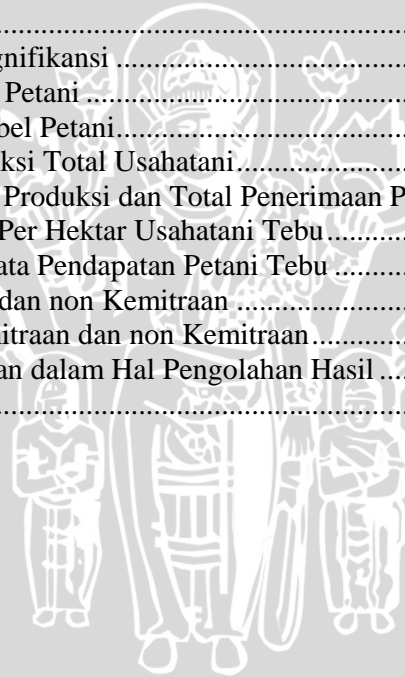 .......................................................
gnifikansi .......................................
Petani ............................................
bel Petani.......................................
ksi Total Usahatani......................
Produksi dan Total Penerimaan P
Per Hektar Usahatani Tebu............
ata Pendapatan Petani Tebu ...........
dan non Kemitraan ......................
mitraan dan non Kemitraan.............
an dalam Hal Pengolahan Hasil ....
.......................................................